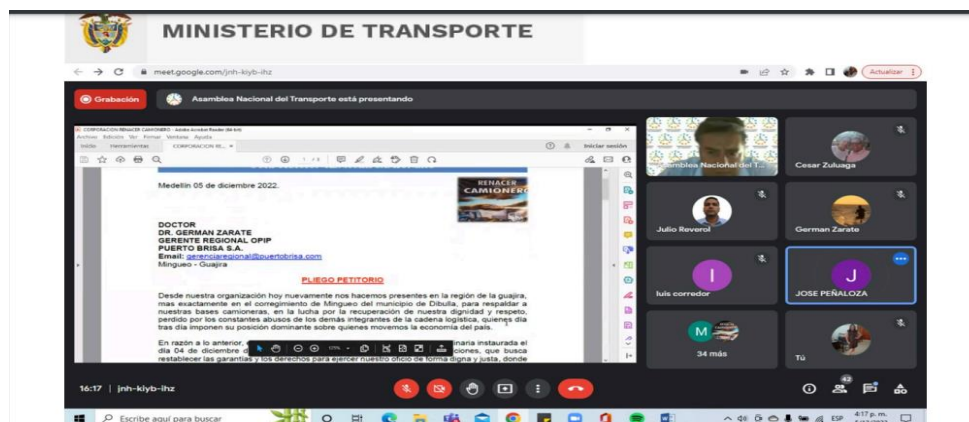 MINISTERIO DE TRANSPORTE
meet.google.com/jnh-kiyb-ihz
Actualizar
Grabación
Asamblea Nacional del Transporte está presentando
CORPORACION RENACER CAMIONERO - Adobe Acrobat Reader (64-bit)
Archivo Edición Ver Firmar Ventana Ayuda
Inicio Herramientas CORPORACION RE...
Iniciar sesión
Medellín 05 de diciembre 2022.
RENACER
CAMIONERO
DOCTOR
DR. GERMAN ZARATE
GERENTE REGIONAL OPIP
PUERTO BRISA S.A.
Email: gerenciaregional@puertobrisa.com
Mingueo - Guajira
PLIEGO PETITORIO
Desde nuestra organización hoy nuevamente nos hacemos presentes en la región de la guajira,
mas exactamente en el corregimiento de Mingueo del municipio de Dibulla, para respaldar a
nuestras bases camioneras, en la lucha por la recuperación de nuestra dignidad y respeto,
perdido por los constantes abusos de los demás integrantes de la cadena logística, quienes día
tras día imponen su posición dominante sobre quienes movemos la economía del país.
En razón a lo anterior, inaria instaurada el
día 04 de diciembre d ciones, que busca
restablecer las garantías y los derechos para ejercer nuestro oficio de forma digna y justa, donde
Asamblea Nacional del T...
Cesar Zuluaga
Julio Reverol
German Zarate
l
luis corredor
J
JOSE PEÑALOZA
M
34 más
Tú
16:17 | jnh-kiyb-ihz
42
Escribe aquí para buscar
ESP
4:17 p. m.